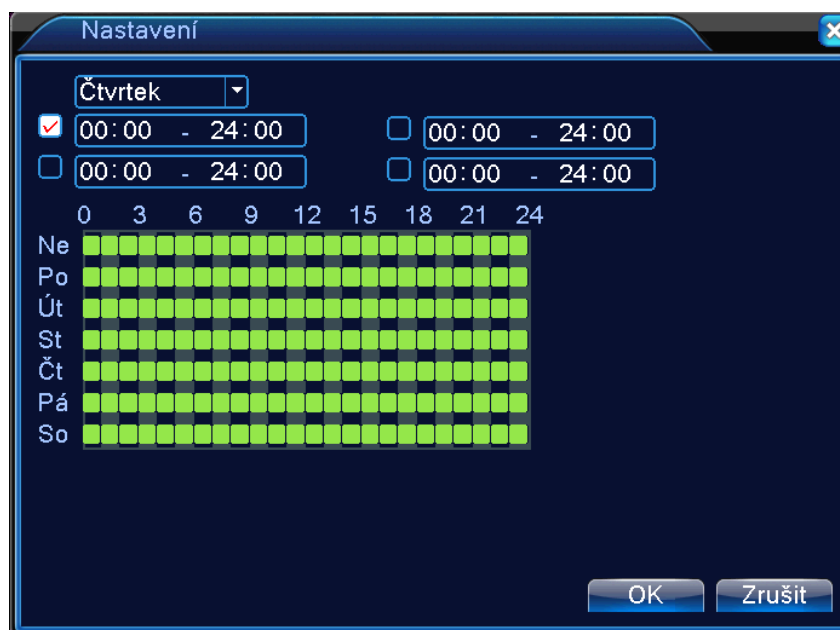 Nastavení
Čtvrtek
00:00 - 24:00 00:00 - 24:00
00:00 - 24:00 00:00 - 24:00
0 3 6 9 12 15 18 21 24
Ne
Po
Út
St
Čt
Pá
So
OK Zrušit